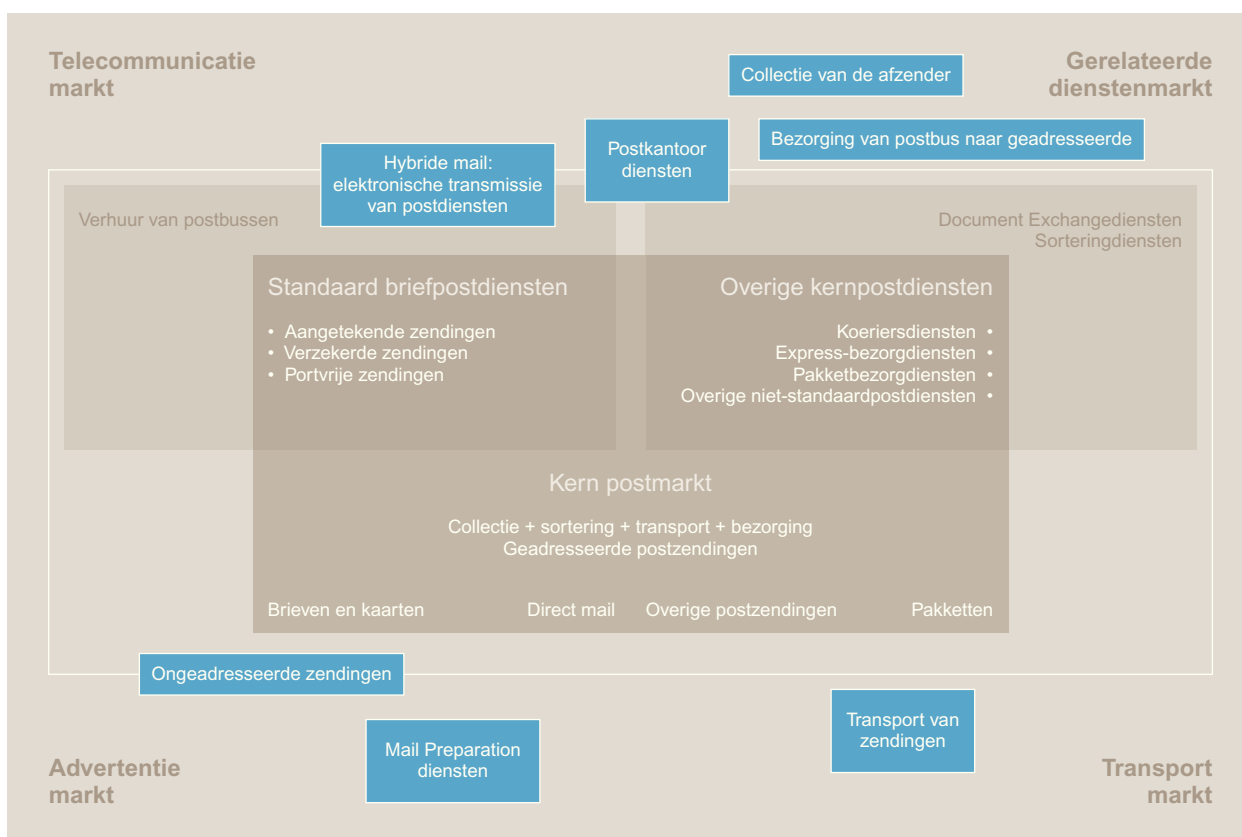 Telecommunicatie
markt
Gerelateerde
dienstenmarkt
Collectie van de afzender
Bezorging van postbus naar geadresseerde
Postkantoor
diensten
Hybride mail:
elektronische transmissie
van postdiensten
Verhuur van postbussen
Document Exchangediensten
Sorteringdiensten
Standaard briefpostdiensten
• Aangetekende zendingen
• Verzekerde zendingen
• Portvrije zendingen
Overige kernpostdiensten
Koeriersdiensten •
Express-bezorgdiensten •
Pakketbezorgdiensten •
Overige niet-standaardpostdiensten •
Kern postmarkt
Collectie + sortering + transport + bezorging
Geadresseerde postzendingen
Brieven en kaarten
Direct mail
Overige postzendingen
Pakketten
Ongeadresseerde zendingen
Mail Preparation
diensten
Transport van
zendingen
Advertentie
markt
Transport
markt